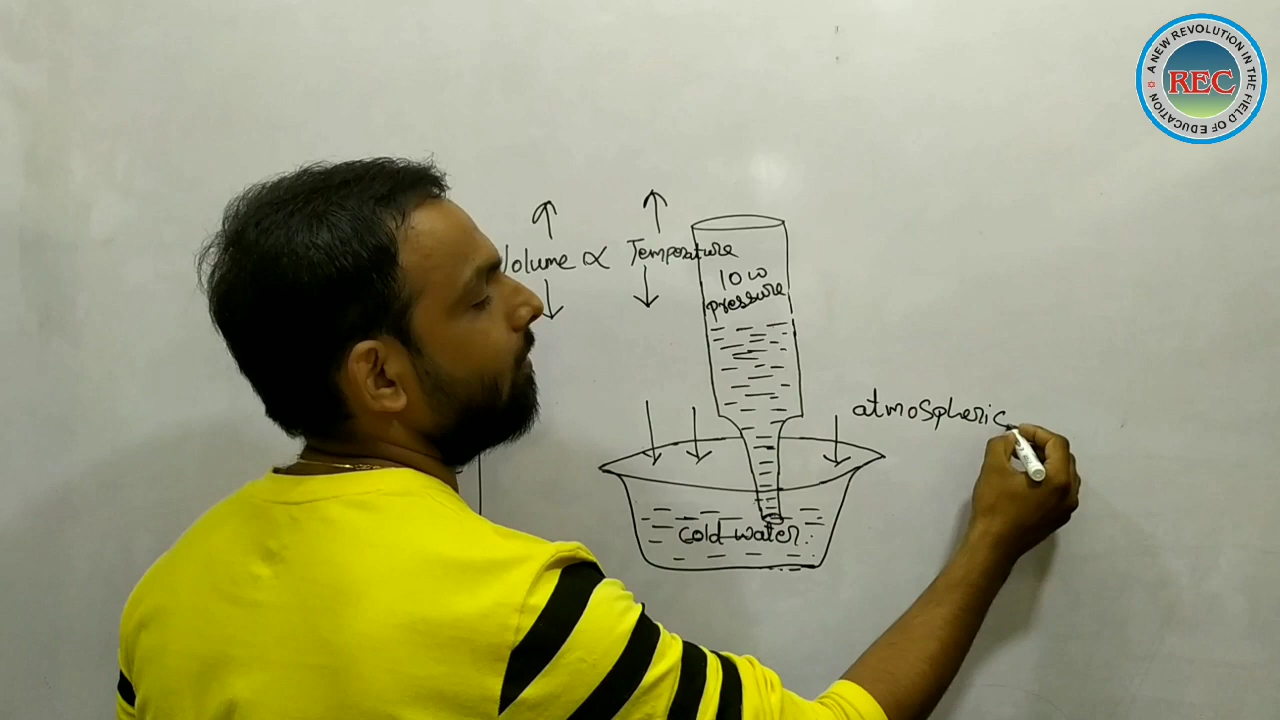 A NEW REVOLUTION IN THE FIELD OF EDUCATION
REC
Volume ∝ Temperature
low
pressure
atmospheric
cold water